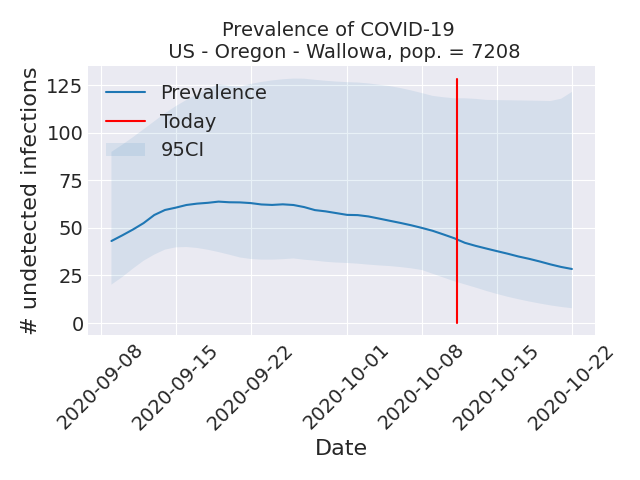 Prevalence of COVID-19
US - Oregon - Wallowa, pop. = 7208
# undetected infections
125
100
75
50
25
0
Prevalence
Today
95CI
2020-09-08
2020-09-15
2020-09-22
2020-10-01
2020-10-08
2020-10-15
2020-10-22
Date